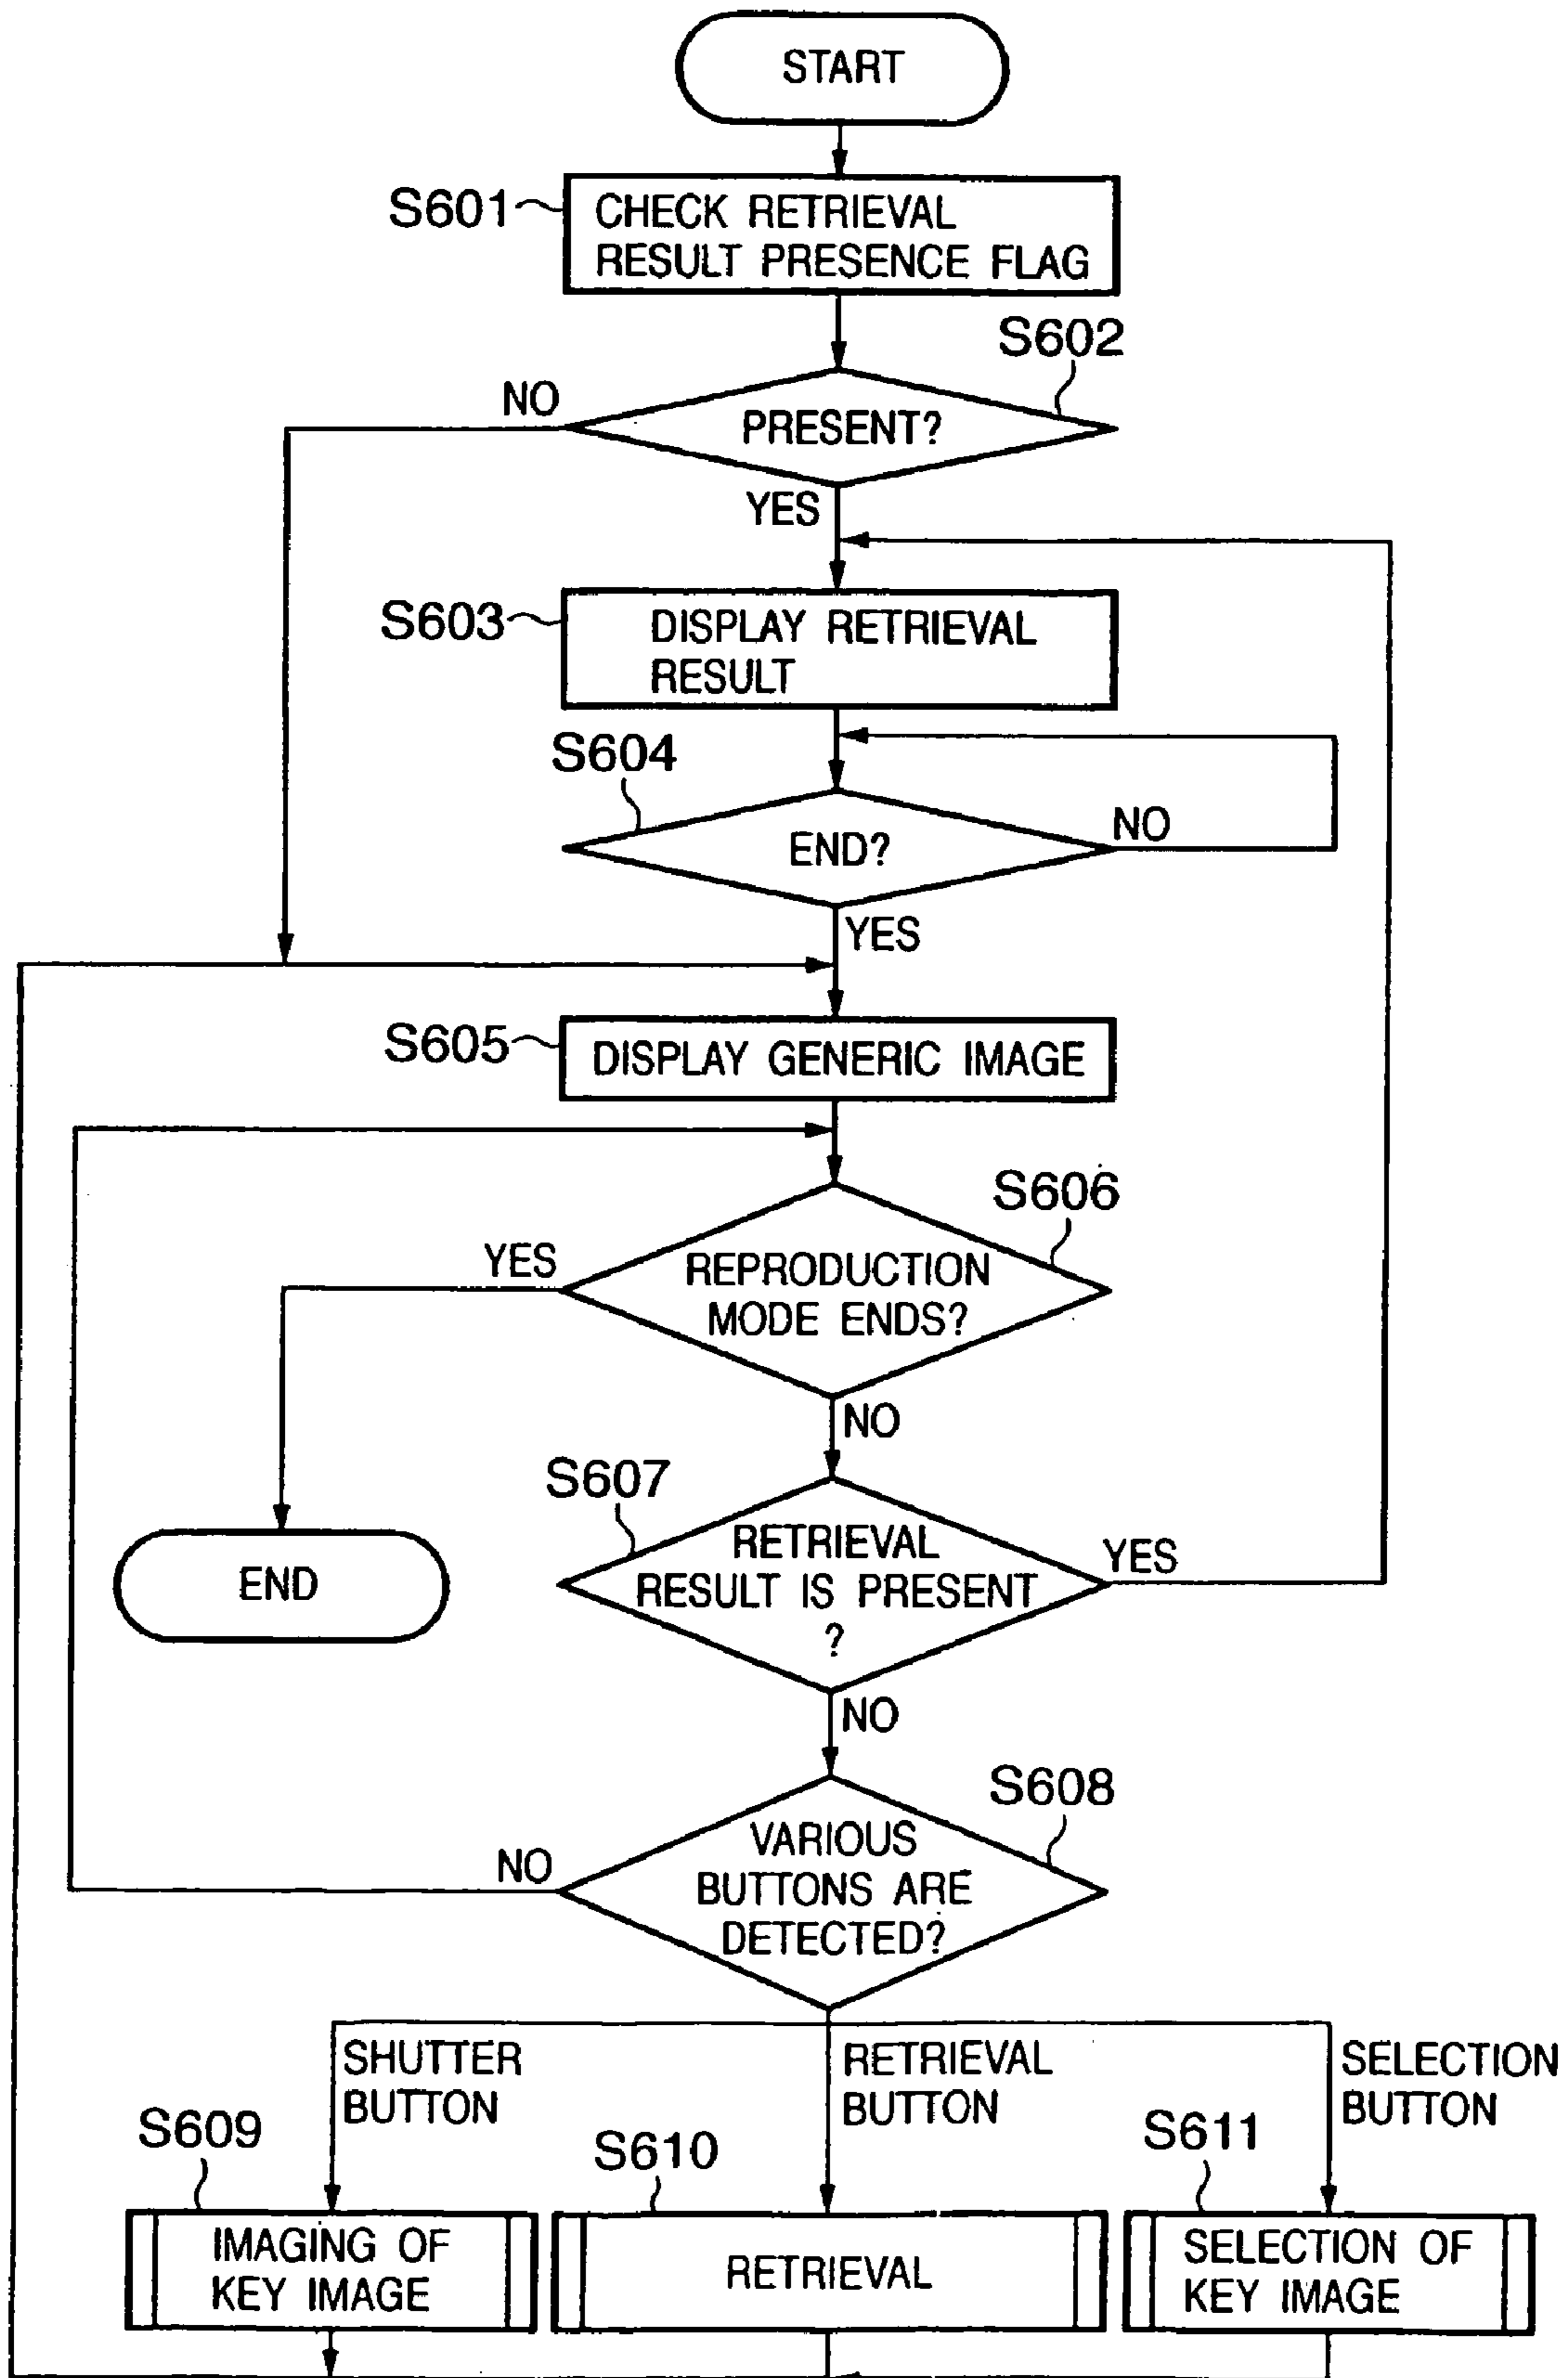 START
S601
CHECK RETRIEVAL
RESULT PRESENCE FLAG
S602
NO
PRESENT?
YES
S603
DISPLAY RETRIEVAL
RESULT
S604
END?
NO
YES
S605
DISPLAY GENERIC IMAGE
S606
YES
REPRODUCTION
MODE ENDS?
NO
S607
RETRIEVAL
RESULT IS PRESENT
?
YES
END
NO
S608
VARIOUS
BUTTONS ARE
DETECTED?
NO
SHUTTER
BUTTON
RETRIEVAL
BUTTON
SELECTION
BUTTON
S609
IMAGING OF
KEY IMAGE
S610
RETRIEVAL
S611
SELECTION OF
KEY IMAGE